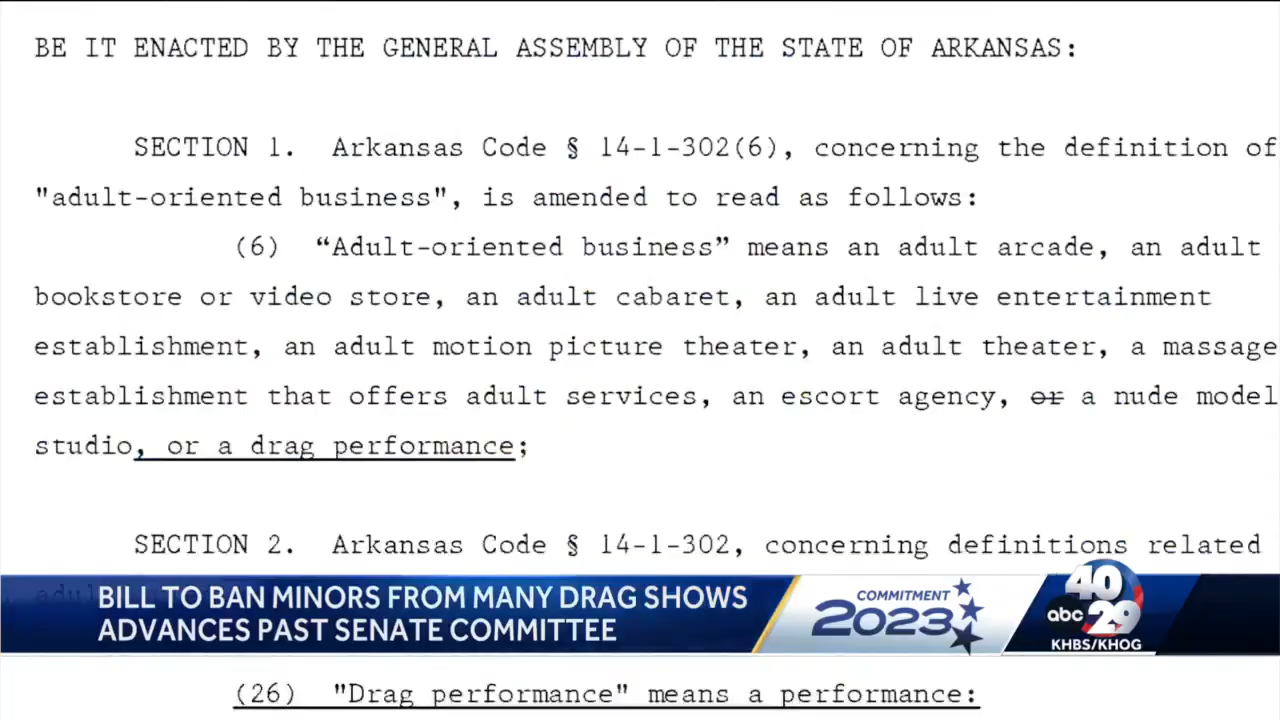 BE IT ENACTED BY THE GENERAL ASSEMBLY OF THE STATE OF ARKANSAS:
SECTION 1. Arkansas Code § 14-1-302(6), concerning the definition of
"adult-oriented business", is amended to read as follows:
(6) “Adult-oriented business” means an adult arcade, an adult
bookstore or video store, an adult cabaret, an adult live entertainment
establishment, an adult motion picture theater, an adult theater, a massage
establishment that offers adult services, an escort agency, or a nude model
studio, or a drag performance;
SECTION 2. Arkansas Code § 14-1-302, concerning definitions related
BILL TO BAN MINORS FROM MANY DRAG SHOWS
ADVANCES PAST SENATE COMMITTEE
COMMITMENT
2023
40
abc 29
KHBS/KHOG
(26) "Drag performance" means a performance: